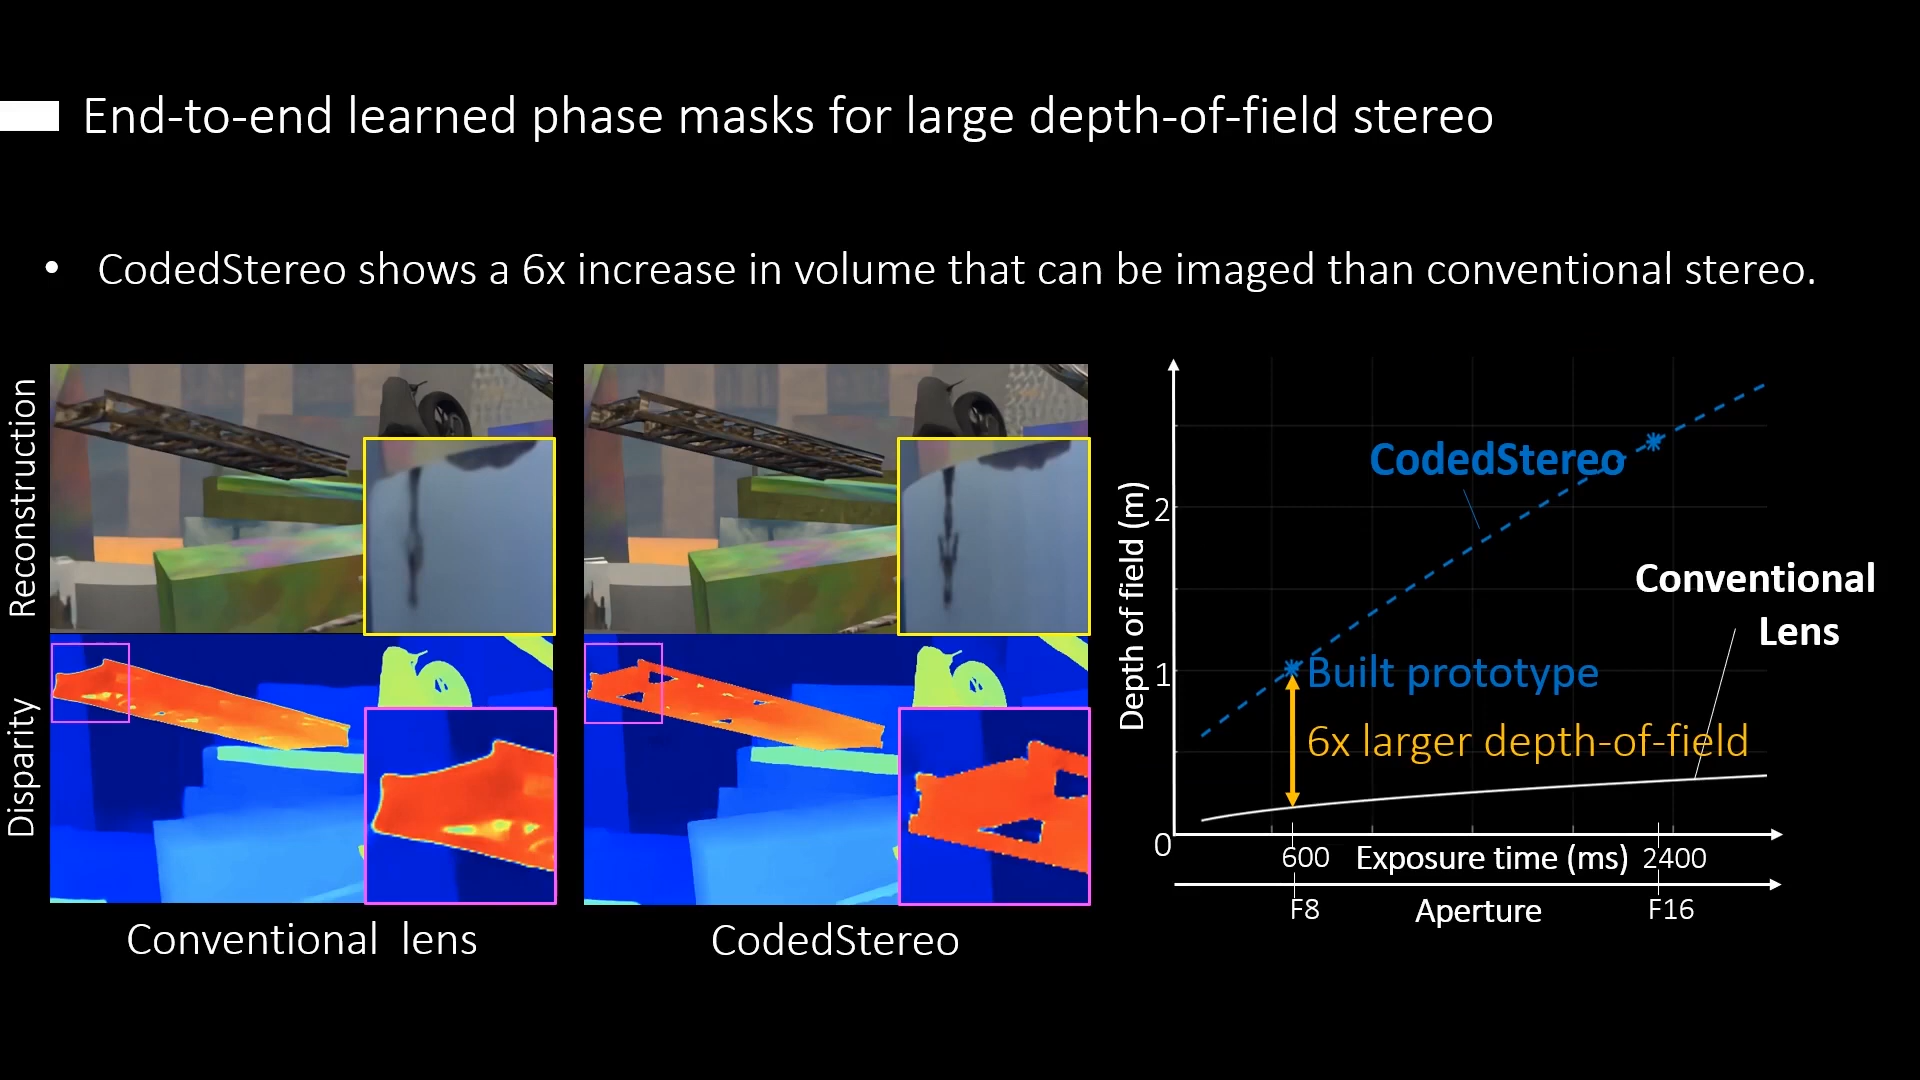 End-to-end learned phase masks for large depth-of-field stereo
• CodedStereo shows a 6x increase in volume that can be imaged than conventional stereo.
Reconstruction
Disparity
Conventional lens
CodedStereo
Depth of field (m)
2
1
0
CodedStereo
Conventional
Lens
Built prototype
6x larger depth-of-field
600 Exposure time (ms) 2400
F8 Aperture F16